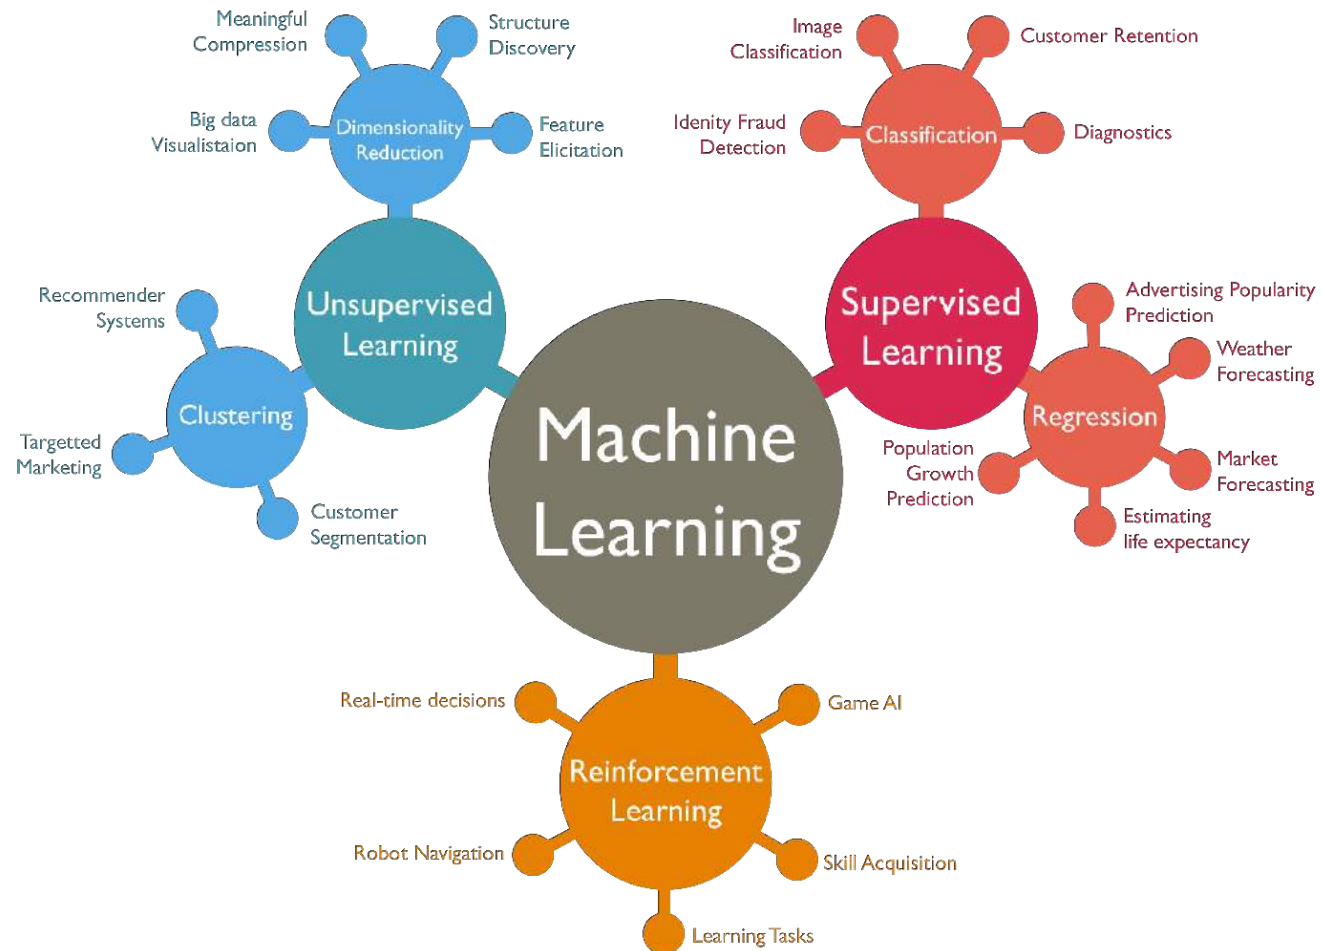 Meaningful
Compression
Structure
Discovery
Big data
Visualistaion
Dimensionality
Reduction
Feature
Elicitation
Image
Classification
Customer Retention
Idenity Fraud
Detection
Classification
Diagnostics
Unsupervised
Learning
Supervised
Learning
Recommender
Systems
Clustering
Targetted
Marketing
Customer
Segmentation
Machine
Learning
Advertising Popularity
Prediction
Weather
Forecasting
Regression
Population
Growth
Prediction
Market
Forecasting
Estimating
life expectancy
Real-time decisions
Game AI
Reinforcement
Learning
Robot Navigation
Skill Acquisition
Learning Tasks